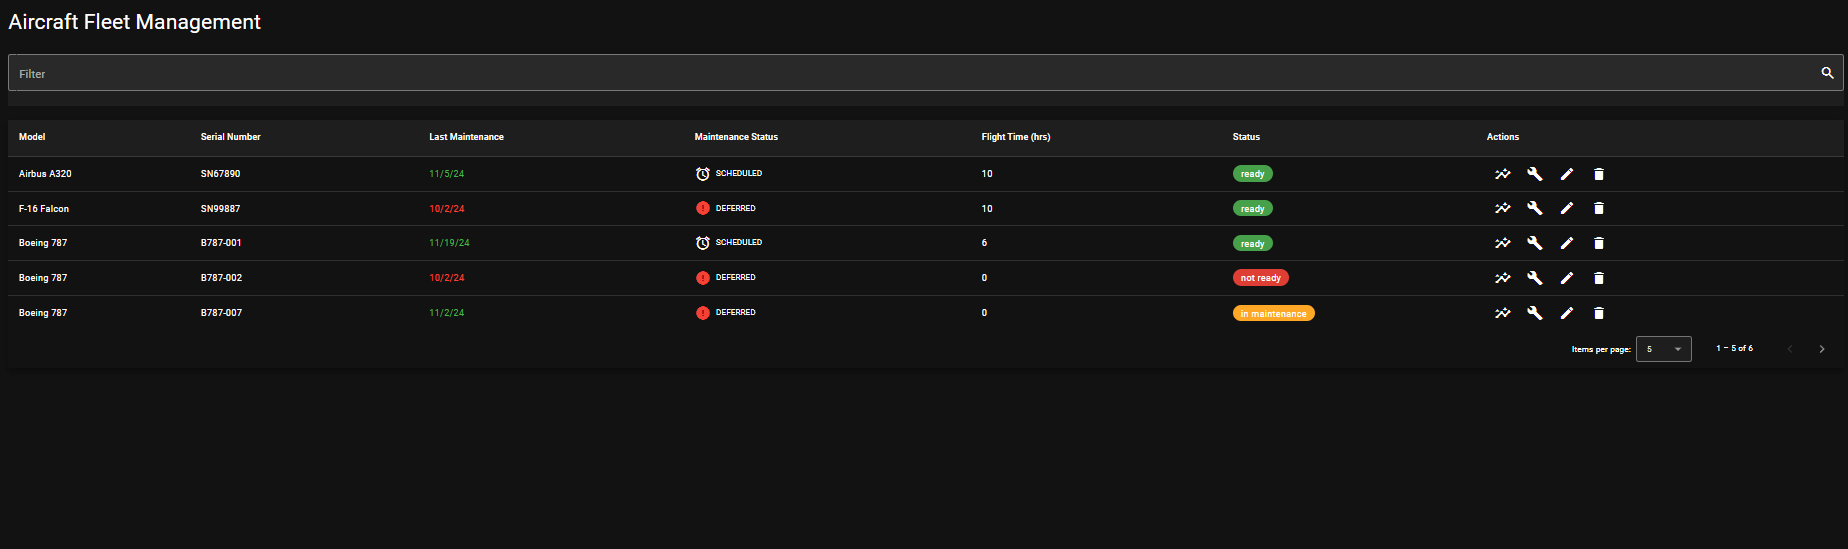 Aircraft Fleet Management
Filter
Model Serial Number Last Maintenance Maintenance Status Flight Time (hrs) Status Actions
Airbus A320 SN67890 11/5/24 SCHEDULED 10 ready
F-16 Falcon SN99887 10/2/24 DEFERRED 10 ready
Boeing 787 B787-001 11/19/24 SCHEDULED 6 ready
Boeing 787 B787-002 10/2/24 DEFERRED 0 not ready
Boeing 787 B787-007 11/2/24 DEFERRED 0 in maintenance
Items per page: 5 1 – 5 of 6